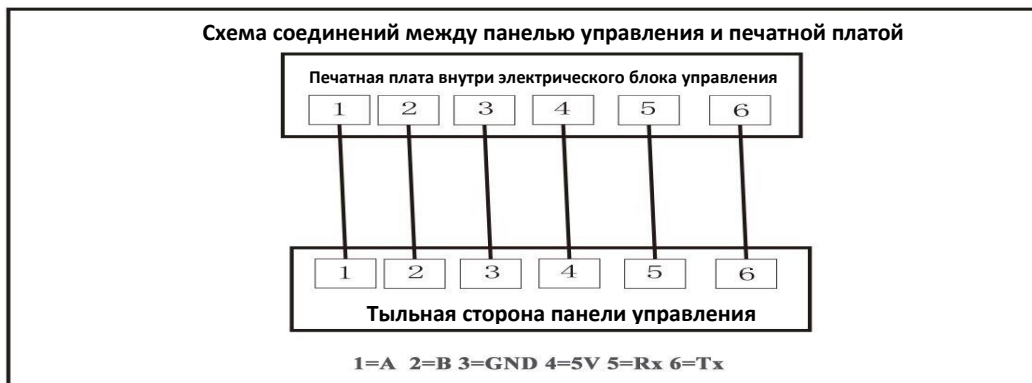 Схема соединений между панелью управления и печатной платой
Печатная плата внутри электрического блока управления
1 2 3 4 5 6
1 2 3 4 5 6
Тыльная сторона панели управления
1=A 2=B 3=GND 4=5V 5=Rx 6=Tx